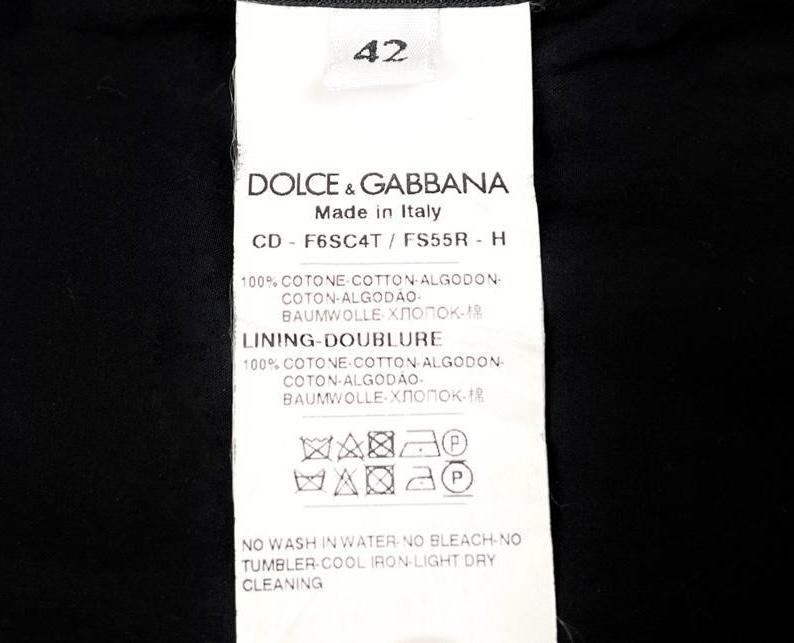 42
DOLCE & GABBANA
Made in Italy
CD - F6SC4T / FS55R - H
100% COTONE-COTTON-ALGODON-
COTON-ALGODÃO-
BAUMWOLLE-ХЛОПОК-棉
LINING-DOUBLURE
100% COTONE-COTTON-ALGODON-
COTON-ALGODÃO-
BAUMWOLLE-ХЛОПОК-棉
P
P
NO WASH IN WATER-NO BLEACH-NO
TUMBLER-COOL IRON-LIGHT DRY
CLEANING